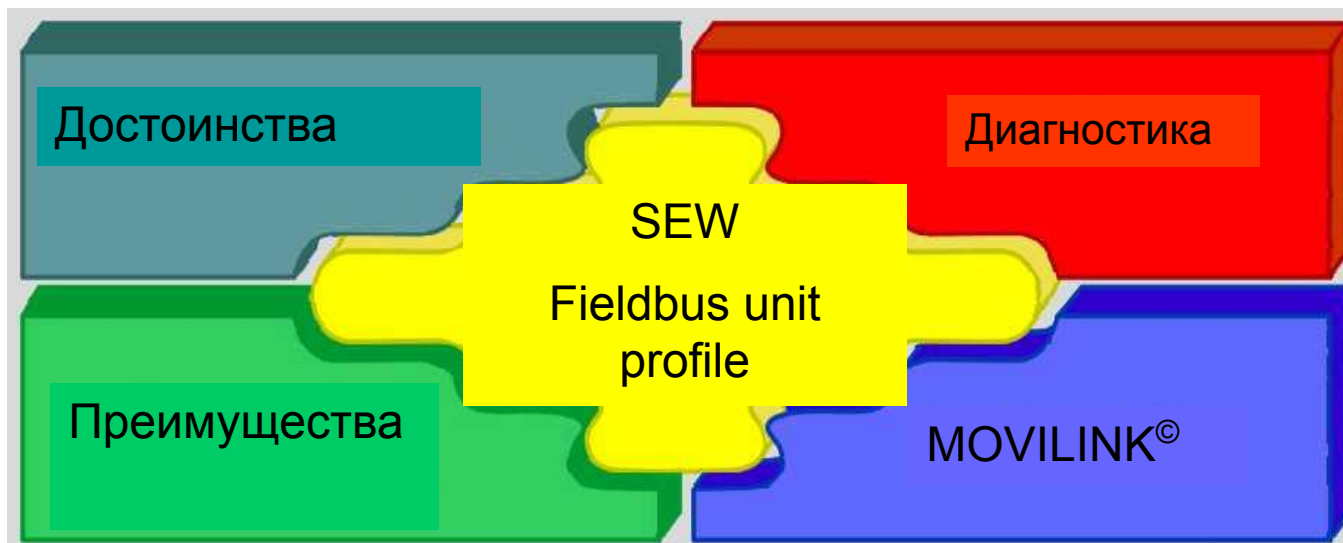 Достоинства
Диагностика
SEW
Fieldbus unit
profile
Преимущества
MOVILINK©